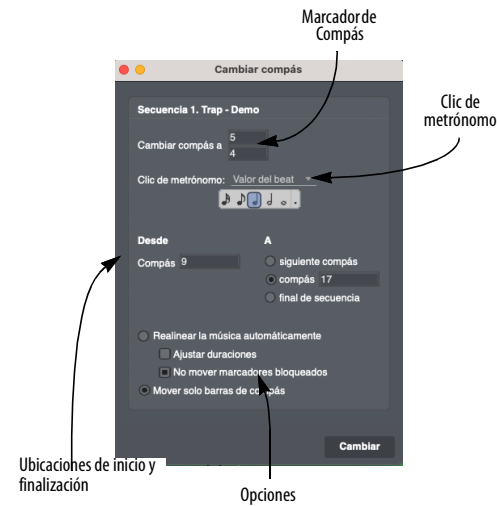 Marcador de
Compás
Cambiar compás
Clic de
metrónomo
Secuencia 1. Trap - Demo
Cambiar compás a 5
4
Clic de metrónomo: Valor del beat
Desde A
Compás 9 siguiente compás
compás 17
final de secuencia
Realinear la música automáticamente
Ajustar duraciones
No mover marcadores bloqueados
Mover solo barras de compás
Cambiar
Ubicaciones de inicio y
finalización
Opciones